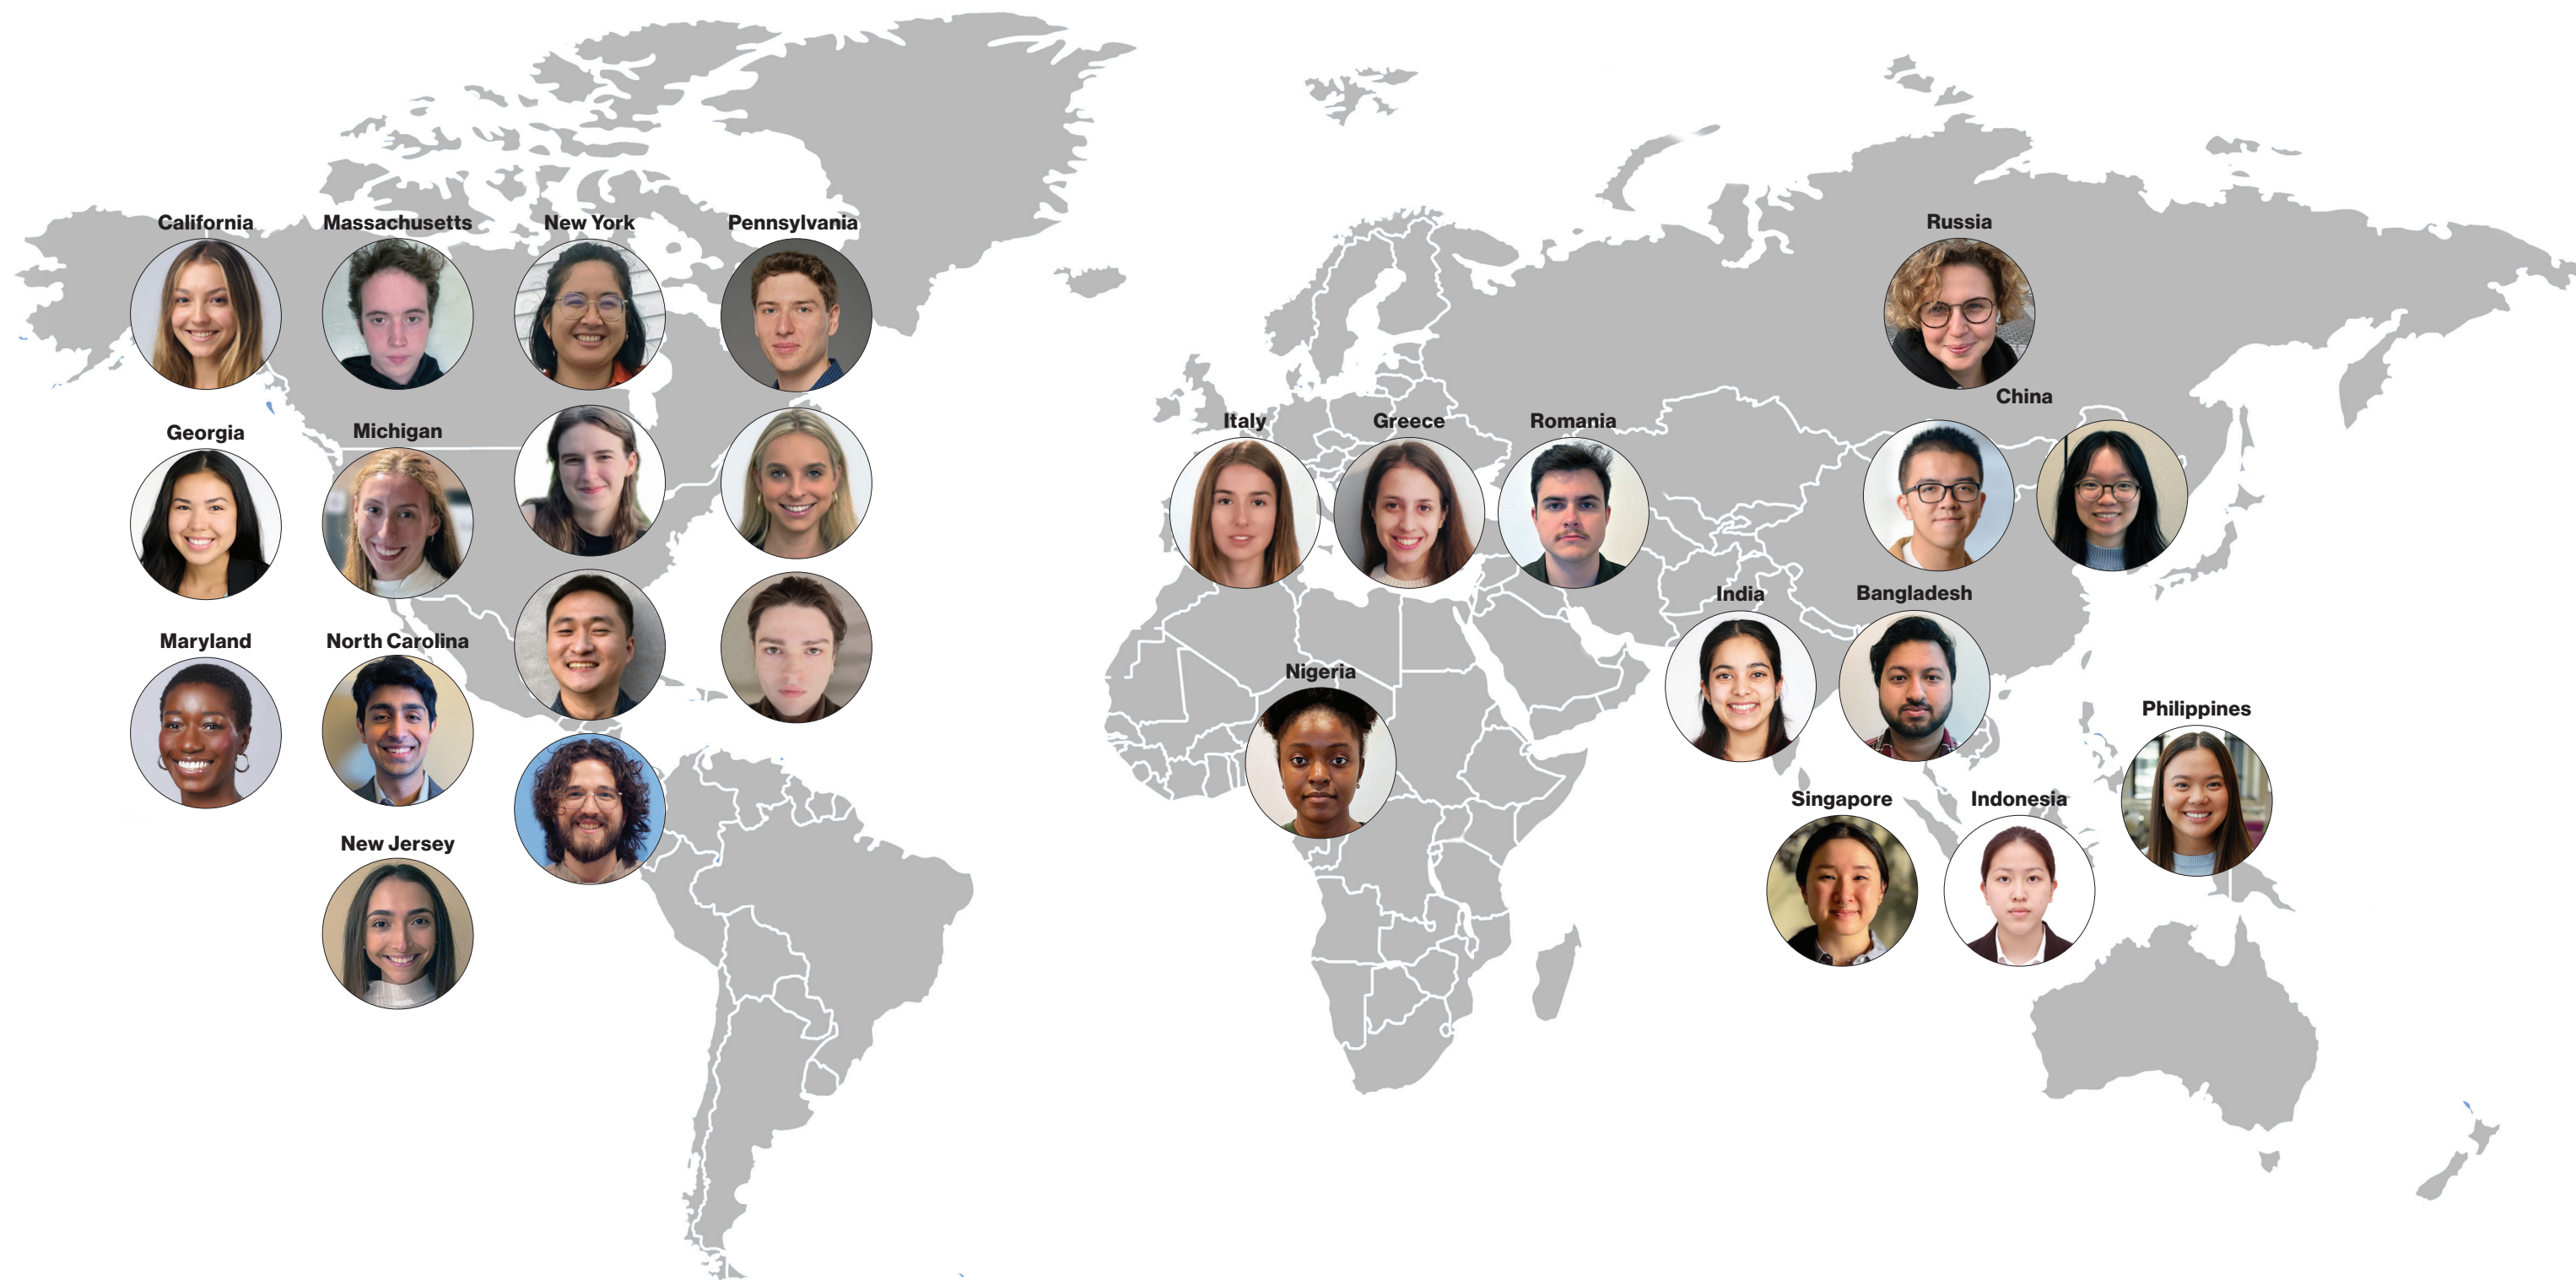 California
Massachusetts
New York
Pennsylvania
Georgia
Michigan
Maryland
North Carolina
New Jersey
Italy
Greece
Romania
Nigeria
Russia
China
India
Bangladesh
Philippines
Singapore
Indonesia